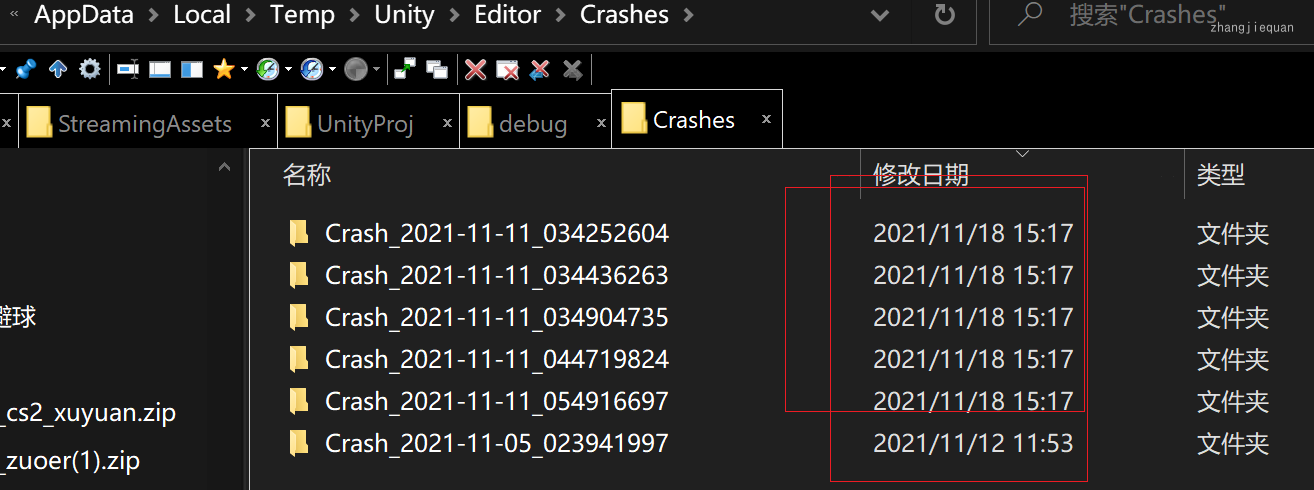 « AppData > Local > Temp > Unity > Editor > Crashes >
搜索"Crashes"
zhangjiequan
StreamingAssets x UnityProj x debug x Crashes x
名称 修改日期 类型
Crash_2021-11-11_034252604 2021/11/18 15:17 文件夹
Crash_2021-11-11_034436263 2021/11/18 15:17 文件夹
Crash_2021-11-11_034904735 2021/11/18 15:17 文件夹
Crash_2021-11-11_044719824 2021/11/18 15:17 文件夹
Crash_2021-11-11_054916697 2021/11/18 15:17 文件夹
Crash_2021-11-05_023941997 2021/11/12 11:53 文件夹
避球
_cs2_xuyuan.zip
_zuoer(1).zip